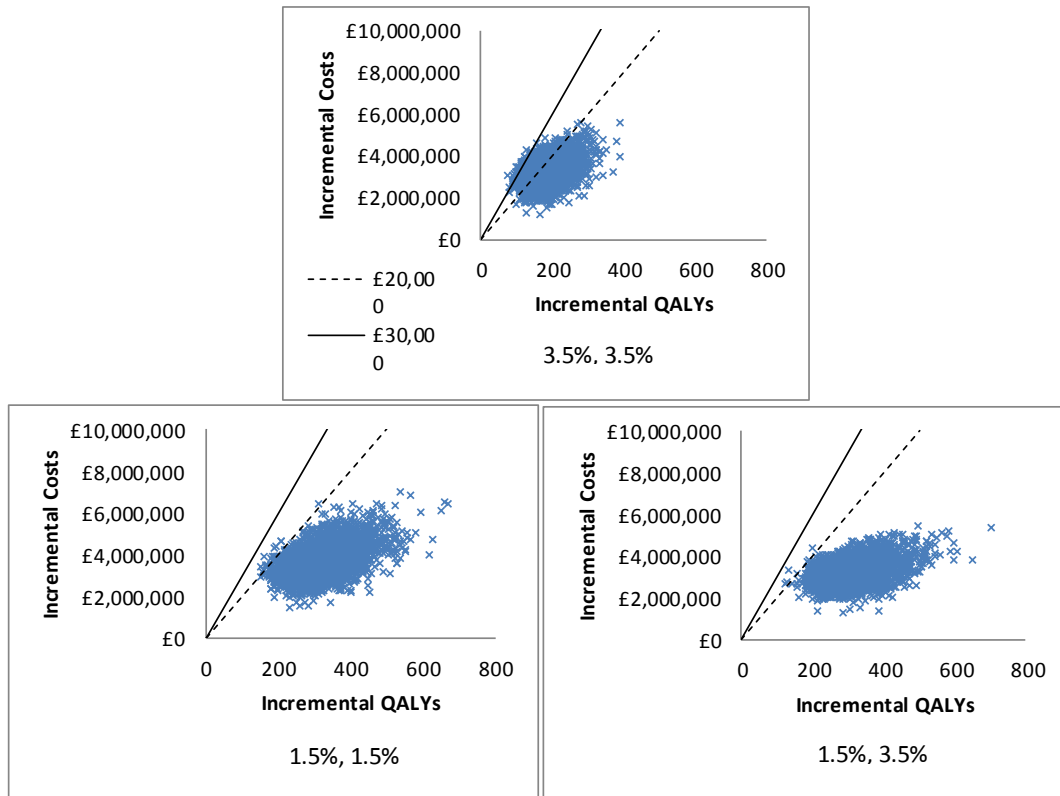 £10,000,000
£8,000,000
£6,000,000
£4,000,000
£2,000,000
£0
Incremental Costs
0 200 400 600 800
Incremental QALYs
£20,00
0
£30,00
0
3.5%, 3.5%
£10,000,000
£8,000,000
£6,000,000
£4,000,000
£2,000,000
£0
Incremental Costs
0 200 400 600 800
Incremental QALYs
1.5%, 1.5%
£10,000,000
£8,000,000
£6,000,000
£4,000,000
£2,000,000
£0
Incremental Costs
0 200 400 600 800
Incremental QALYs
1.5%, 3.5%